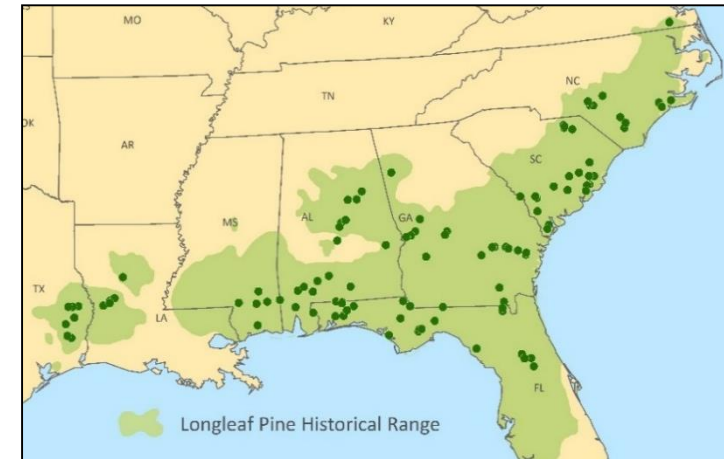 MO
KY
NC
TN
OK
AR
SC
MS
AL
GA
TX
LA
FL
Longleaf Pine Historical Range